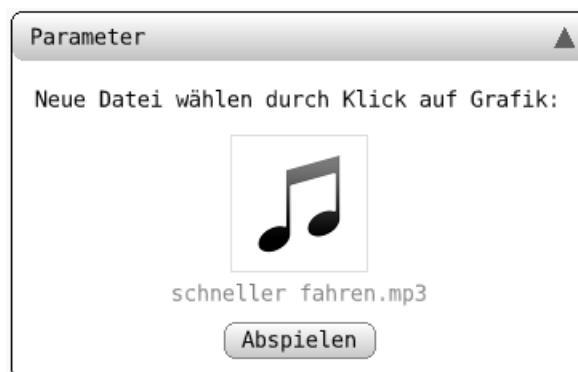 Parameter
Neue Datei wählen durch Klick auf Grafik:
schneller fahren.mp3
Abspielen